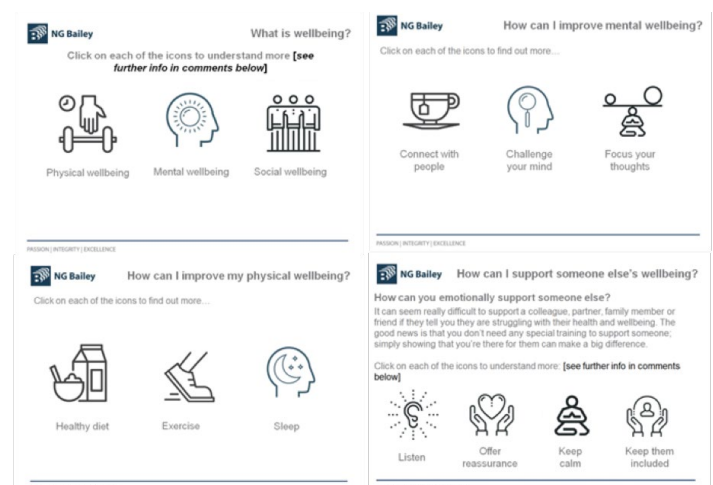 NG Bailey
What is wellbeing?
Click on each of the icons to understand more [see
further info in comments below]
Physical wellbeing
Mental wellbeing
Social wellbeing
PASSION | INTEGRITY | EXCELLENCE
NG Bailey
How can I improve mental wellbeing?
Click on each of the icons to find out more...
Connect with
people
Challenge
your mind
Focus your
thoughts
PASSION | INTEGRITY | EXCELLENCE
NG Bailey
How can I improve my physical wellbeing?
Click on each of the icons to find out more...
Healthy diet
Exercise
Sleep
NG Bailey
How can I support someone else's wellbeing?
How can you emotionally support someone else?
It can seem really difficult to support a colleague, partner, family member or
friend if they tell you they are struggling with their health and wellbeing. The
good news is that you don't need any special training to support someone;
simply showing that you're there for them can make a big difference.
Click on each of the icons to understand more: [see further info in comments
below]
Listen
Offer
reassurance
Keep
calm
Keep them
included